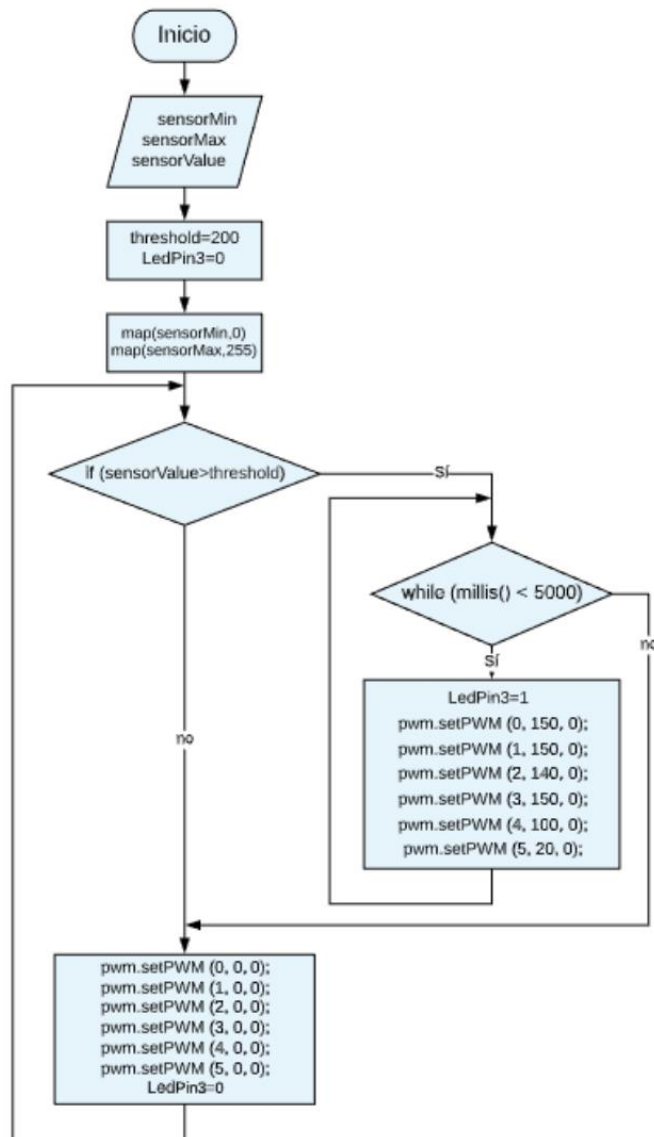 Inicio
sensorMin
sensorMax
sensorValue
threshold=200
LedPin3=0
map(sensorMin,0)
map(sensorMax,255)
if (sensorValue>threshold)
Sí
while (millis() < 5000)
no
Sí
LedPin3=1
pwm.setPWM (0, 150, 0);
pwm.setPWM (1, 150, 0);
pwm.setPWM (2, 140, 0);
pwm.setPWM (3, 150, 0);
pwm.setPWM (4, 100, 0);
pwm.setPWM (5, 20, 0);
no
pwm.setPWM (0, 0, 0);
pwm.setPWM (1, 0, 0);
pwm.setPWM (2, 0, 0);
pwm.setPWM (3, 0, 0);
pwm.setPWM (4, 0, 0);
pwm.setPWM (5, 0, 0);
LedPin3=0